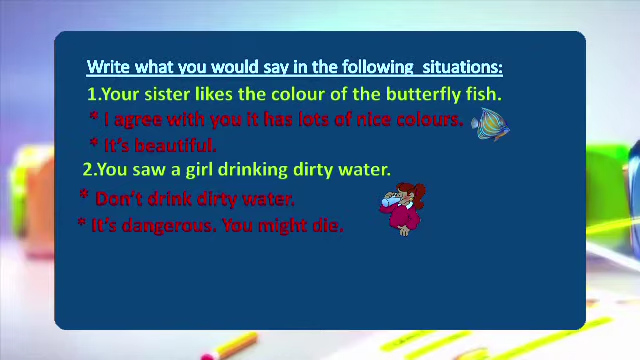 Write what you would say in the following situations:
1.Your sister likes the colour of the butterfly fish.
* I agree with you it has lots of nice colours.
* It's beautiful.
2.You saw a girl drinking dirty water.
* Don't drink dirty water.
* It's dangerous. You might die.